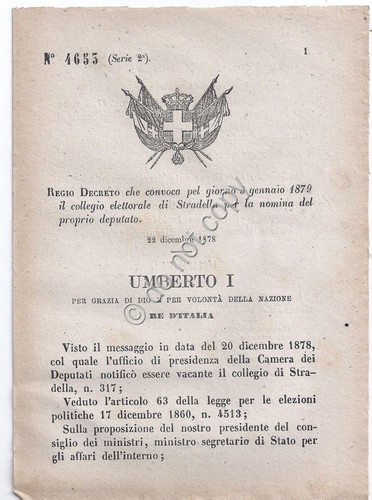 N° 4653 (Serie 2ª).
1
REGIO DECRETO che convoca pel giorno 5 gennaio 1879
il collegio elettorale di Stradella per la nomina del
proprio deputato.
22 dicembre 1878
UMBERTO I
PER GRAZIA DI DIO E PER VOLONTÀ DELLA NAZIONE
RE D'ITALIA
Visto il messaggio in data del 20 dicembre 1878,
col quale l'ufficio di presidenza della Camera dei
Deputati notificò essere vacante il collegio di Stra-
della, n. 317;
Veduto l'articolo 63 della legge per le elezioni
politiche 17 dicembre 1860, n. 4513;
Sulla proposizione del nostro presidente del con-
siglio dei ministri, ministro segretario di Stato per
gli affari dell'interno;
do not copy